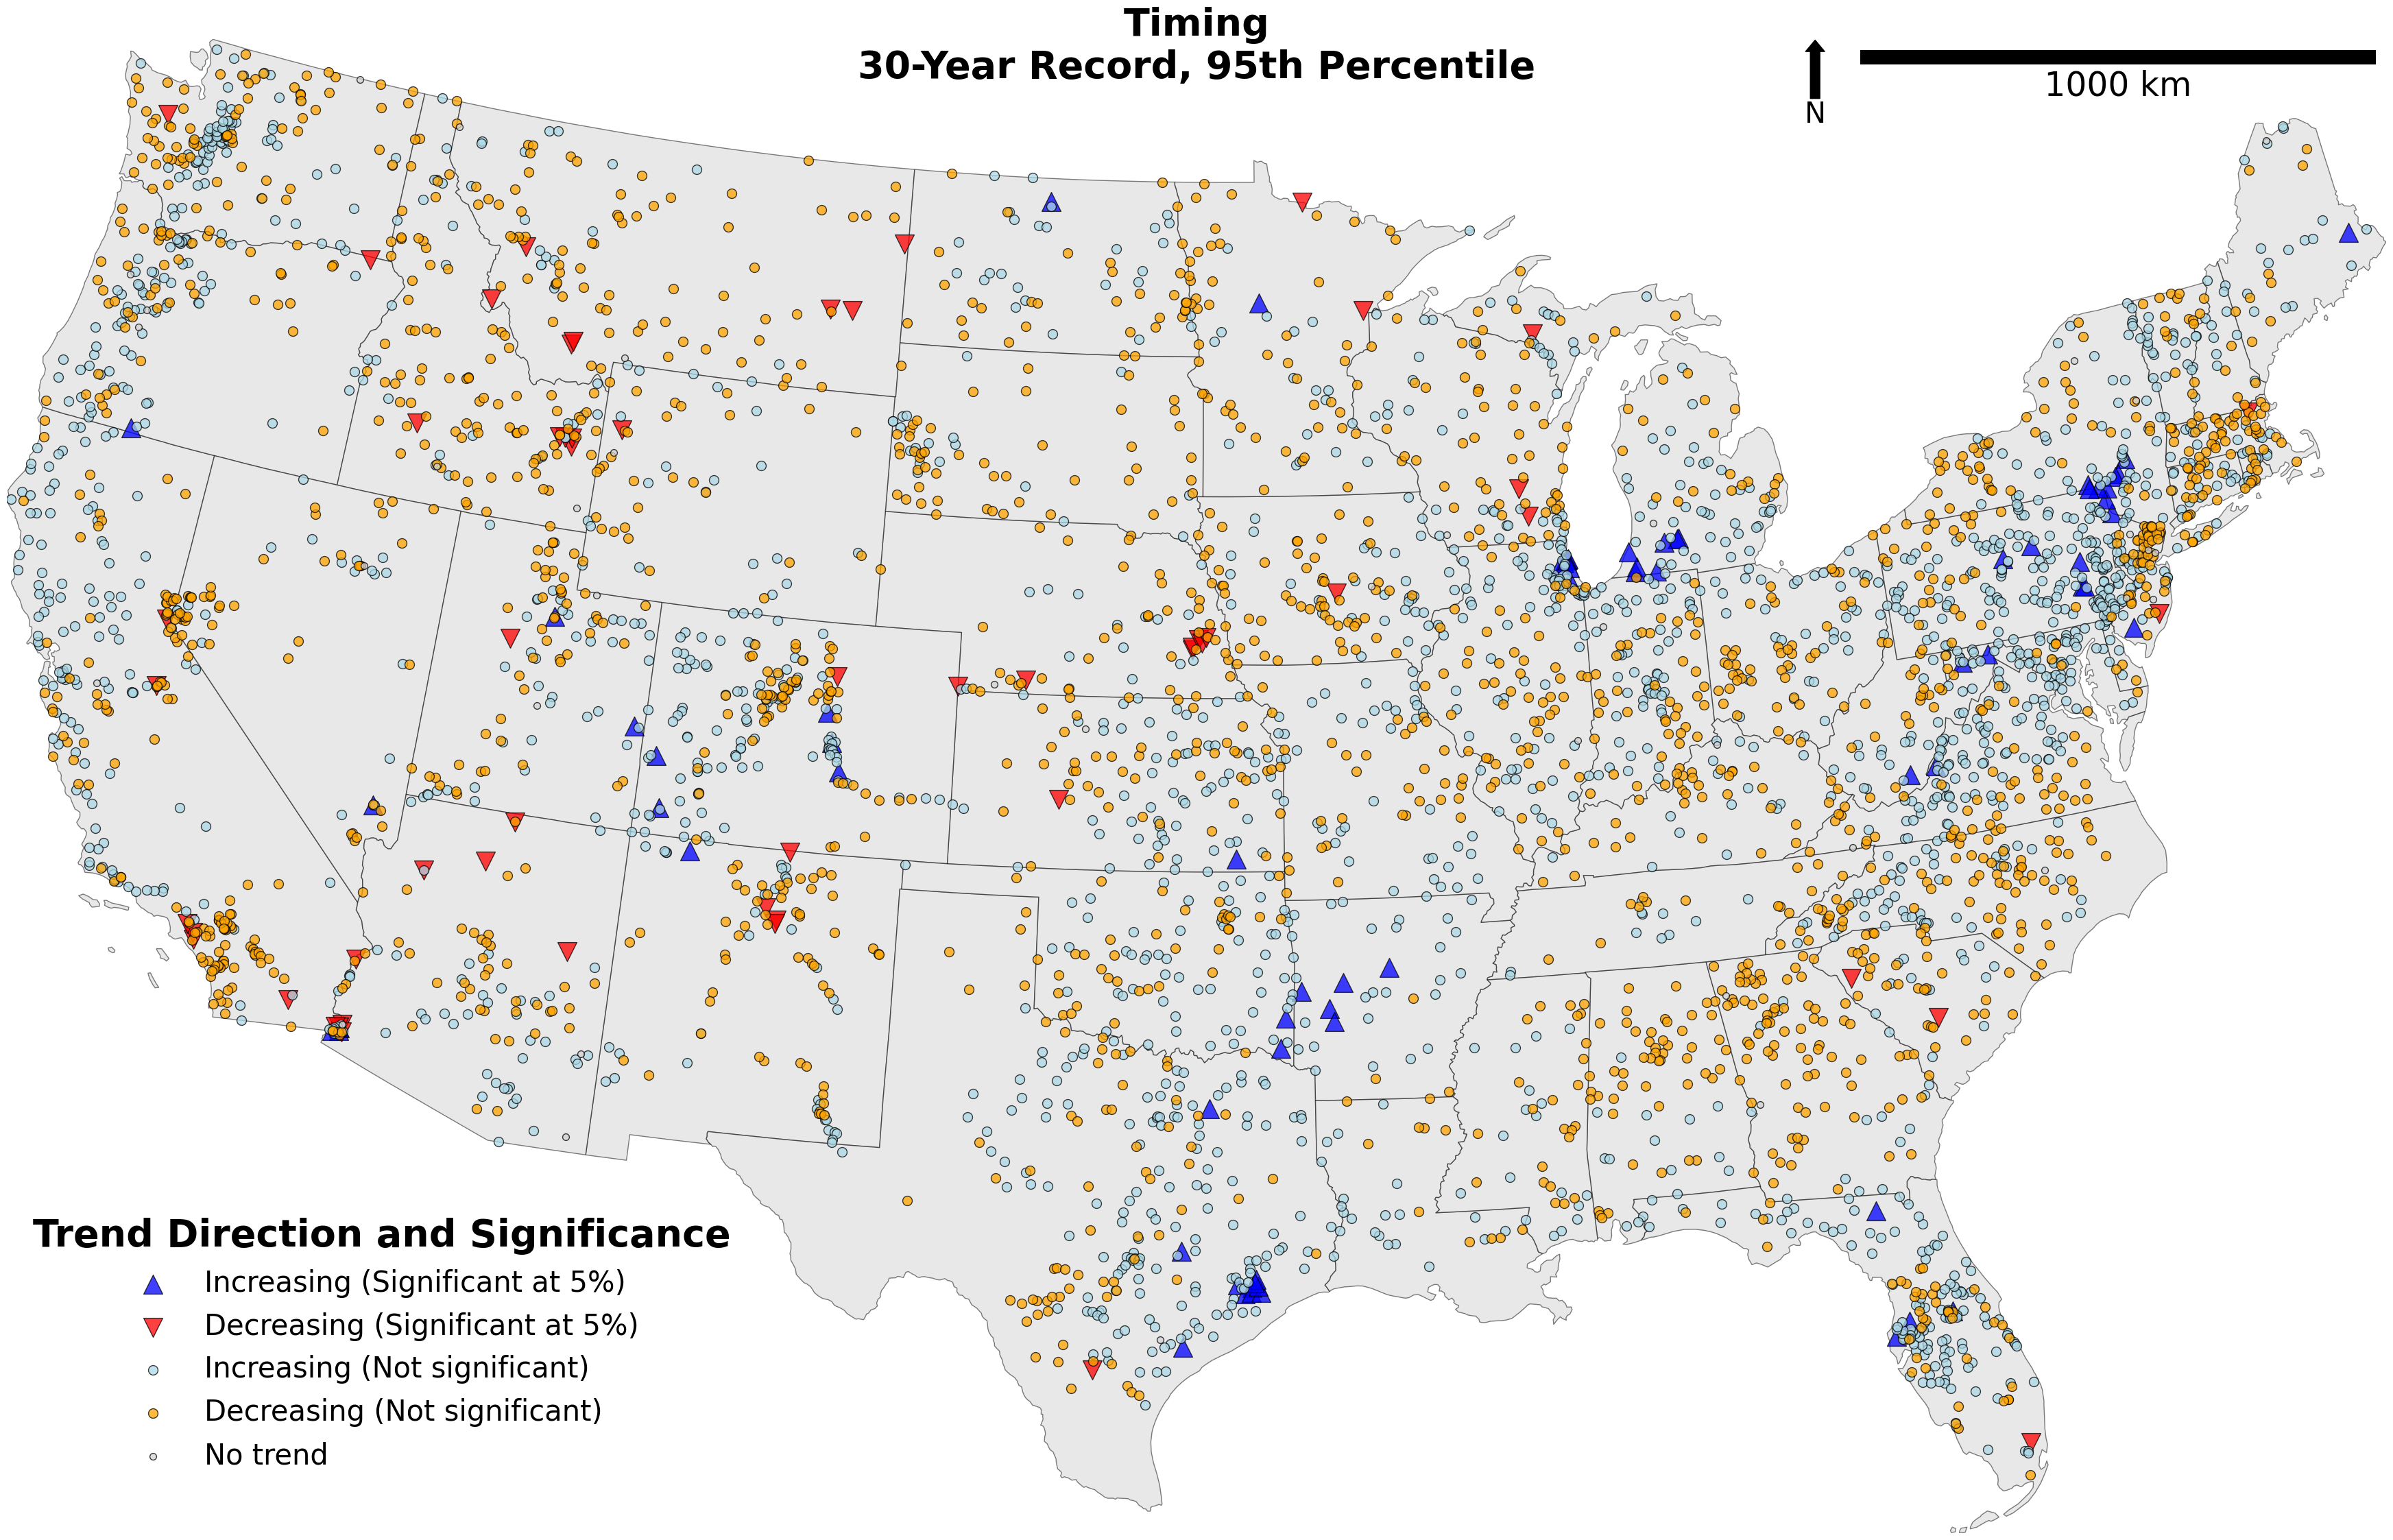 Timing
30-Year Record, 95th Percentile
1000 km
N
Trend Direction and Significance
Increasing (Significant at 5%)
Decreasing (Significant at 5%)
Increasing (Not significant)
Decreasing (Not significant)
No trend